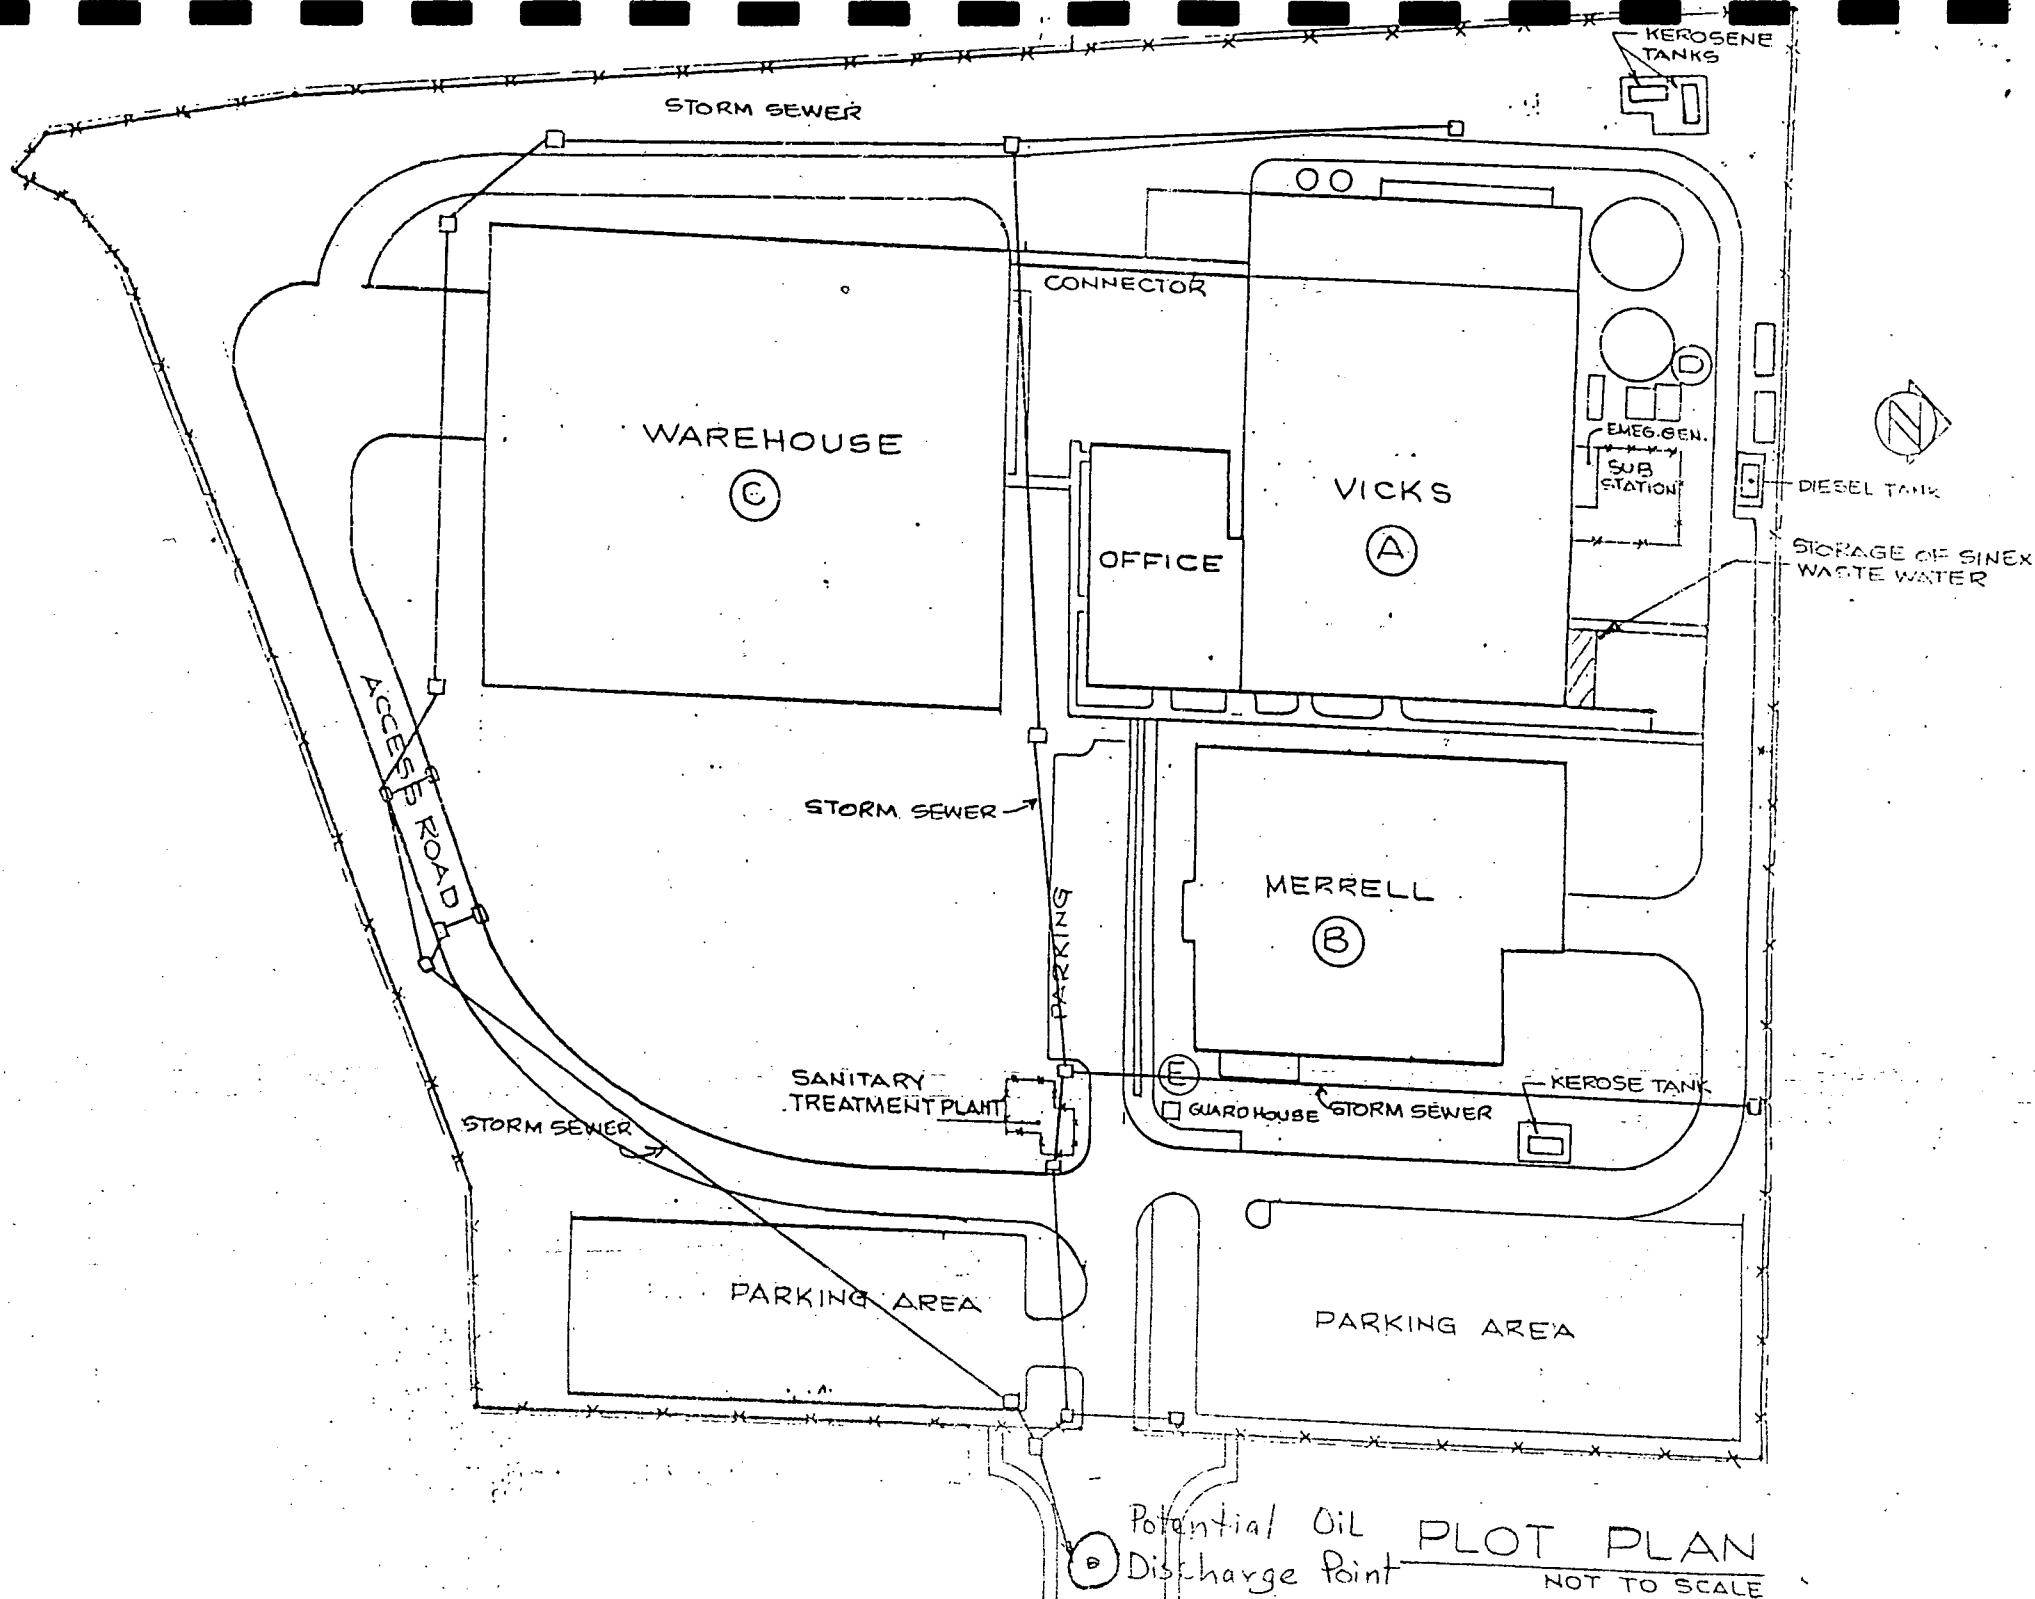 KEROSENE
TANKS
STORM SEWER
CONNECTOR
WAREHOUSE
C
VICKS
A
OFFICE
D
EMEG.GEN.
SUB
STATION
N
DIESEL TANK
STORAGE OF SINEX
WASTE WATER
ACCESS ROAD
STORM SEWER
PARKING
MERRELL
B
SANITARY
TREATMENT PLANT
E
GUARD HOUSE
STORM SEWER
KEROSE TANK
STORM SEWER
PARKING AREA
PARKING AREA
Potential Oil
Discharge Point
PLOT PLAN
NOT TO SCALE